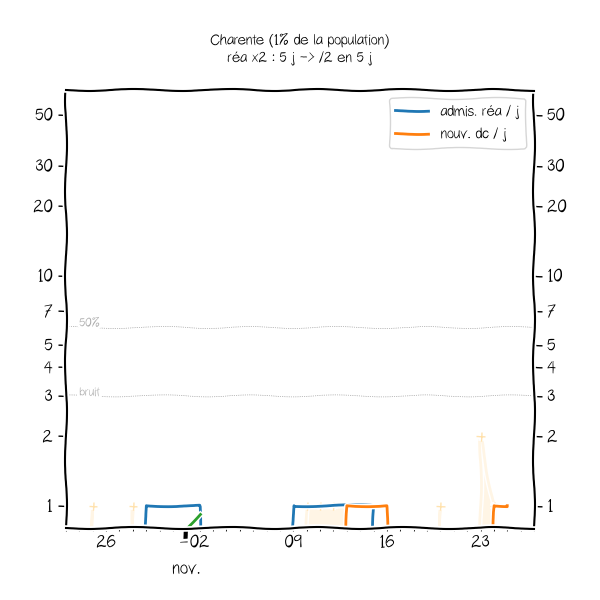 Charente (1% de la population)
réa x2 : 5 j -> /2 en 5 j
admis. réa / j
nouv. dc / j
50 50
30 30
20 20
10 10
7 7
50%
5 5
4 4
bruit
3 3
2 2
1 1
26 02 09 16 23
nov.